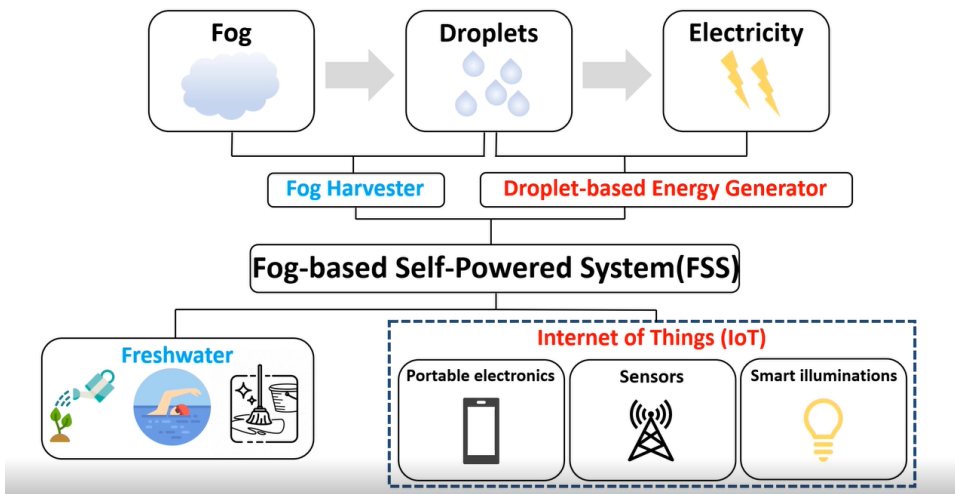 Fog
Droplets
Electricity
Fog Harvester
Droplet-based Energy Generator
Fog-based Self-Powered System(FSS)
Freshwater
Internet of Things (IoT)
Portable electronics
Sensors
Smart illuminations